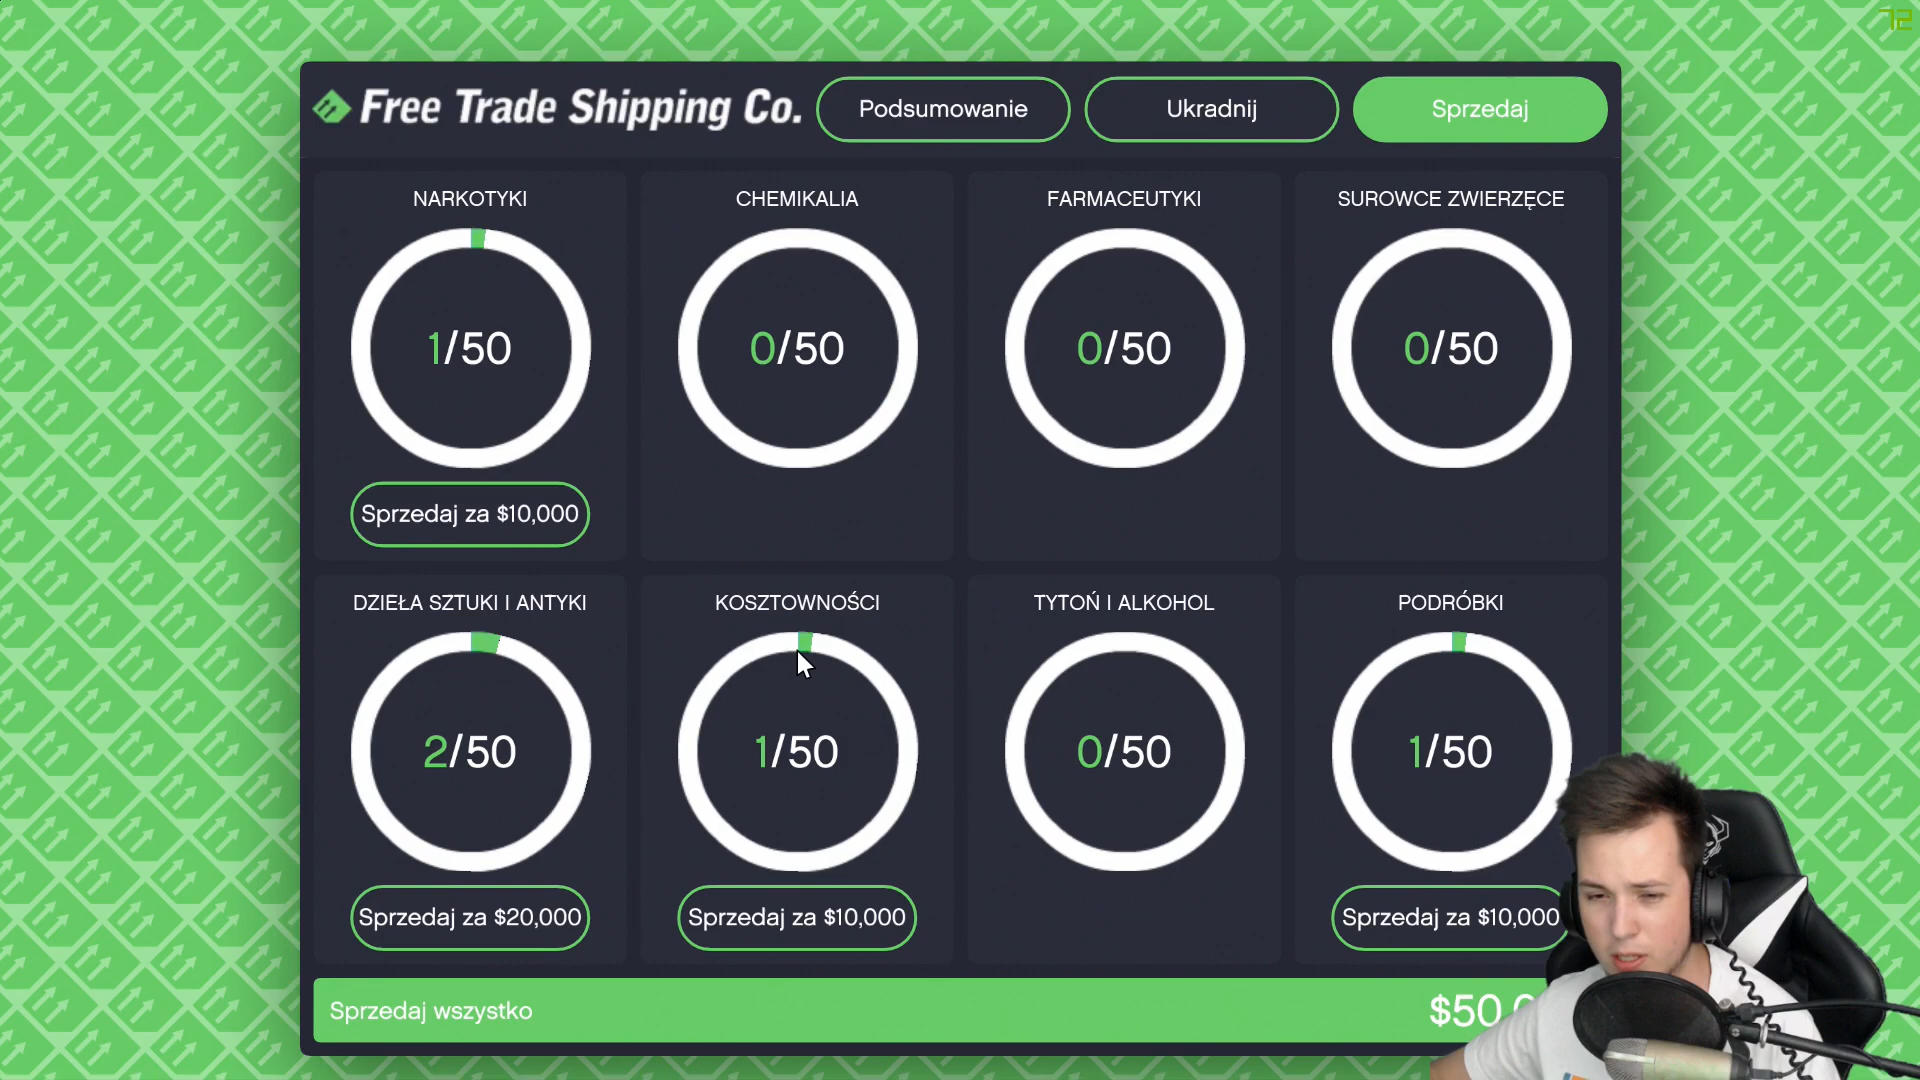 72
Free Trade Shipping Co.
Podsumowanie
Ukradnij
Sprzedaj
NARKOTYKI
CHEMIKALIA
FARMACEUTYKI
SUROWCE ZWIERZĘCE
1/50
0/50
0/50
0/50
Sprzedaj za $10,000
DZIEŁA SZTUKI I ANTYKI
KOSZTOWNOŚCI
TYTOŃ I ALKOHOL
PODRÓBKI
2/50
1/50
0/50
1/50
Sprzedaj za $20,000
Sprzedaj za $10,000
Sprzedaj za $10,000
Sprzedaj wszystko